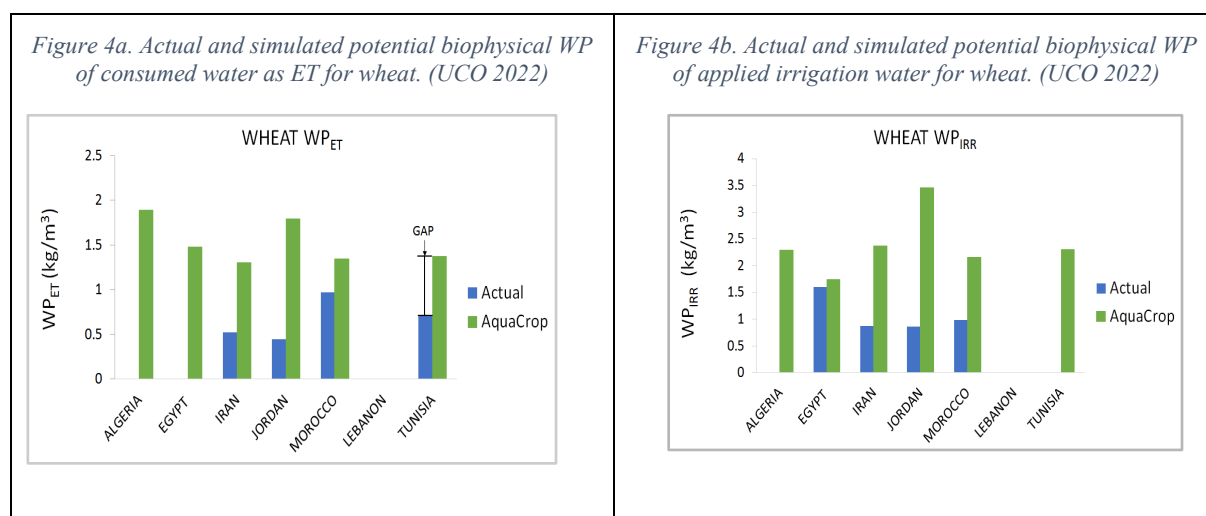 Figure 4a. Actual and simulated potential biophysical WP
of consumed water as ET for wheat. (UCO 2022)
WHEAT WPET
2.5
2
1.5
1
0.5
0
WPET (kg/m³)
GAP
Actual
AquaCrop
ALGERIA
EGYPT
IRAN
JORDAN
MOROCCO
LEBANON
TUNISIA
Figure 4b. Actual and simulated potential biophysical WP
of applied irrigation water for wheat. (UCO 2022)
WHEAT WPIRR
4
3.5
3
2.5
2
1.5
1
0.5
0
WPIRR (kg/m³)
Actual
AquaCrop
ALGERIA
EGYPT
IRAN
JORDAN
MOROCCO
LEBANON
TUNISIA